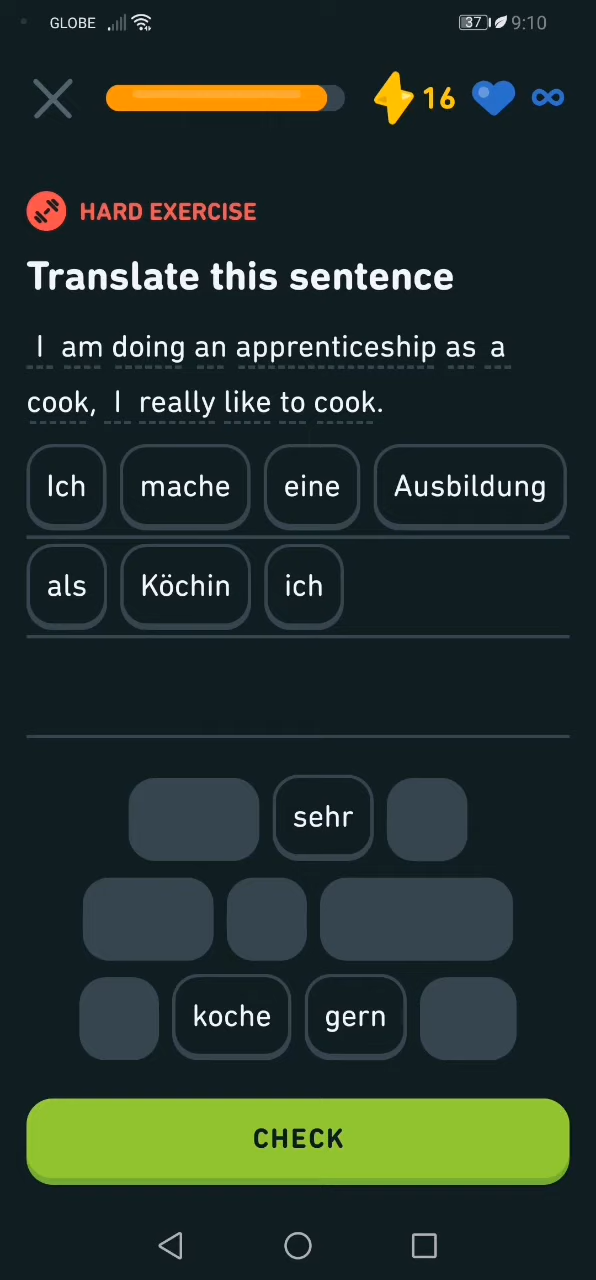 GLOBE 37 9:10
16
HARD EXERCISE
Translate this sentence
I am doing an apprenticeship as a
cook, I really like to cook.
Ich mache eine Ausbildung
als Köchin ich
sehr
koche gern
CHECK